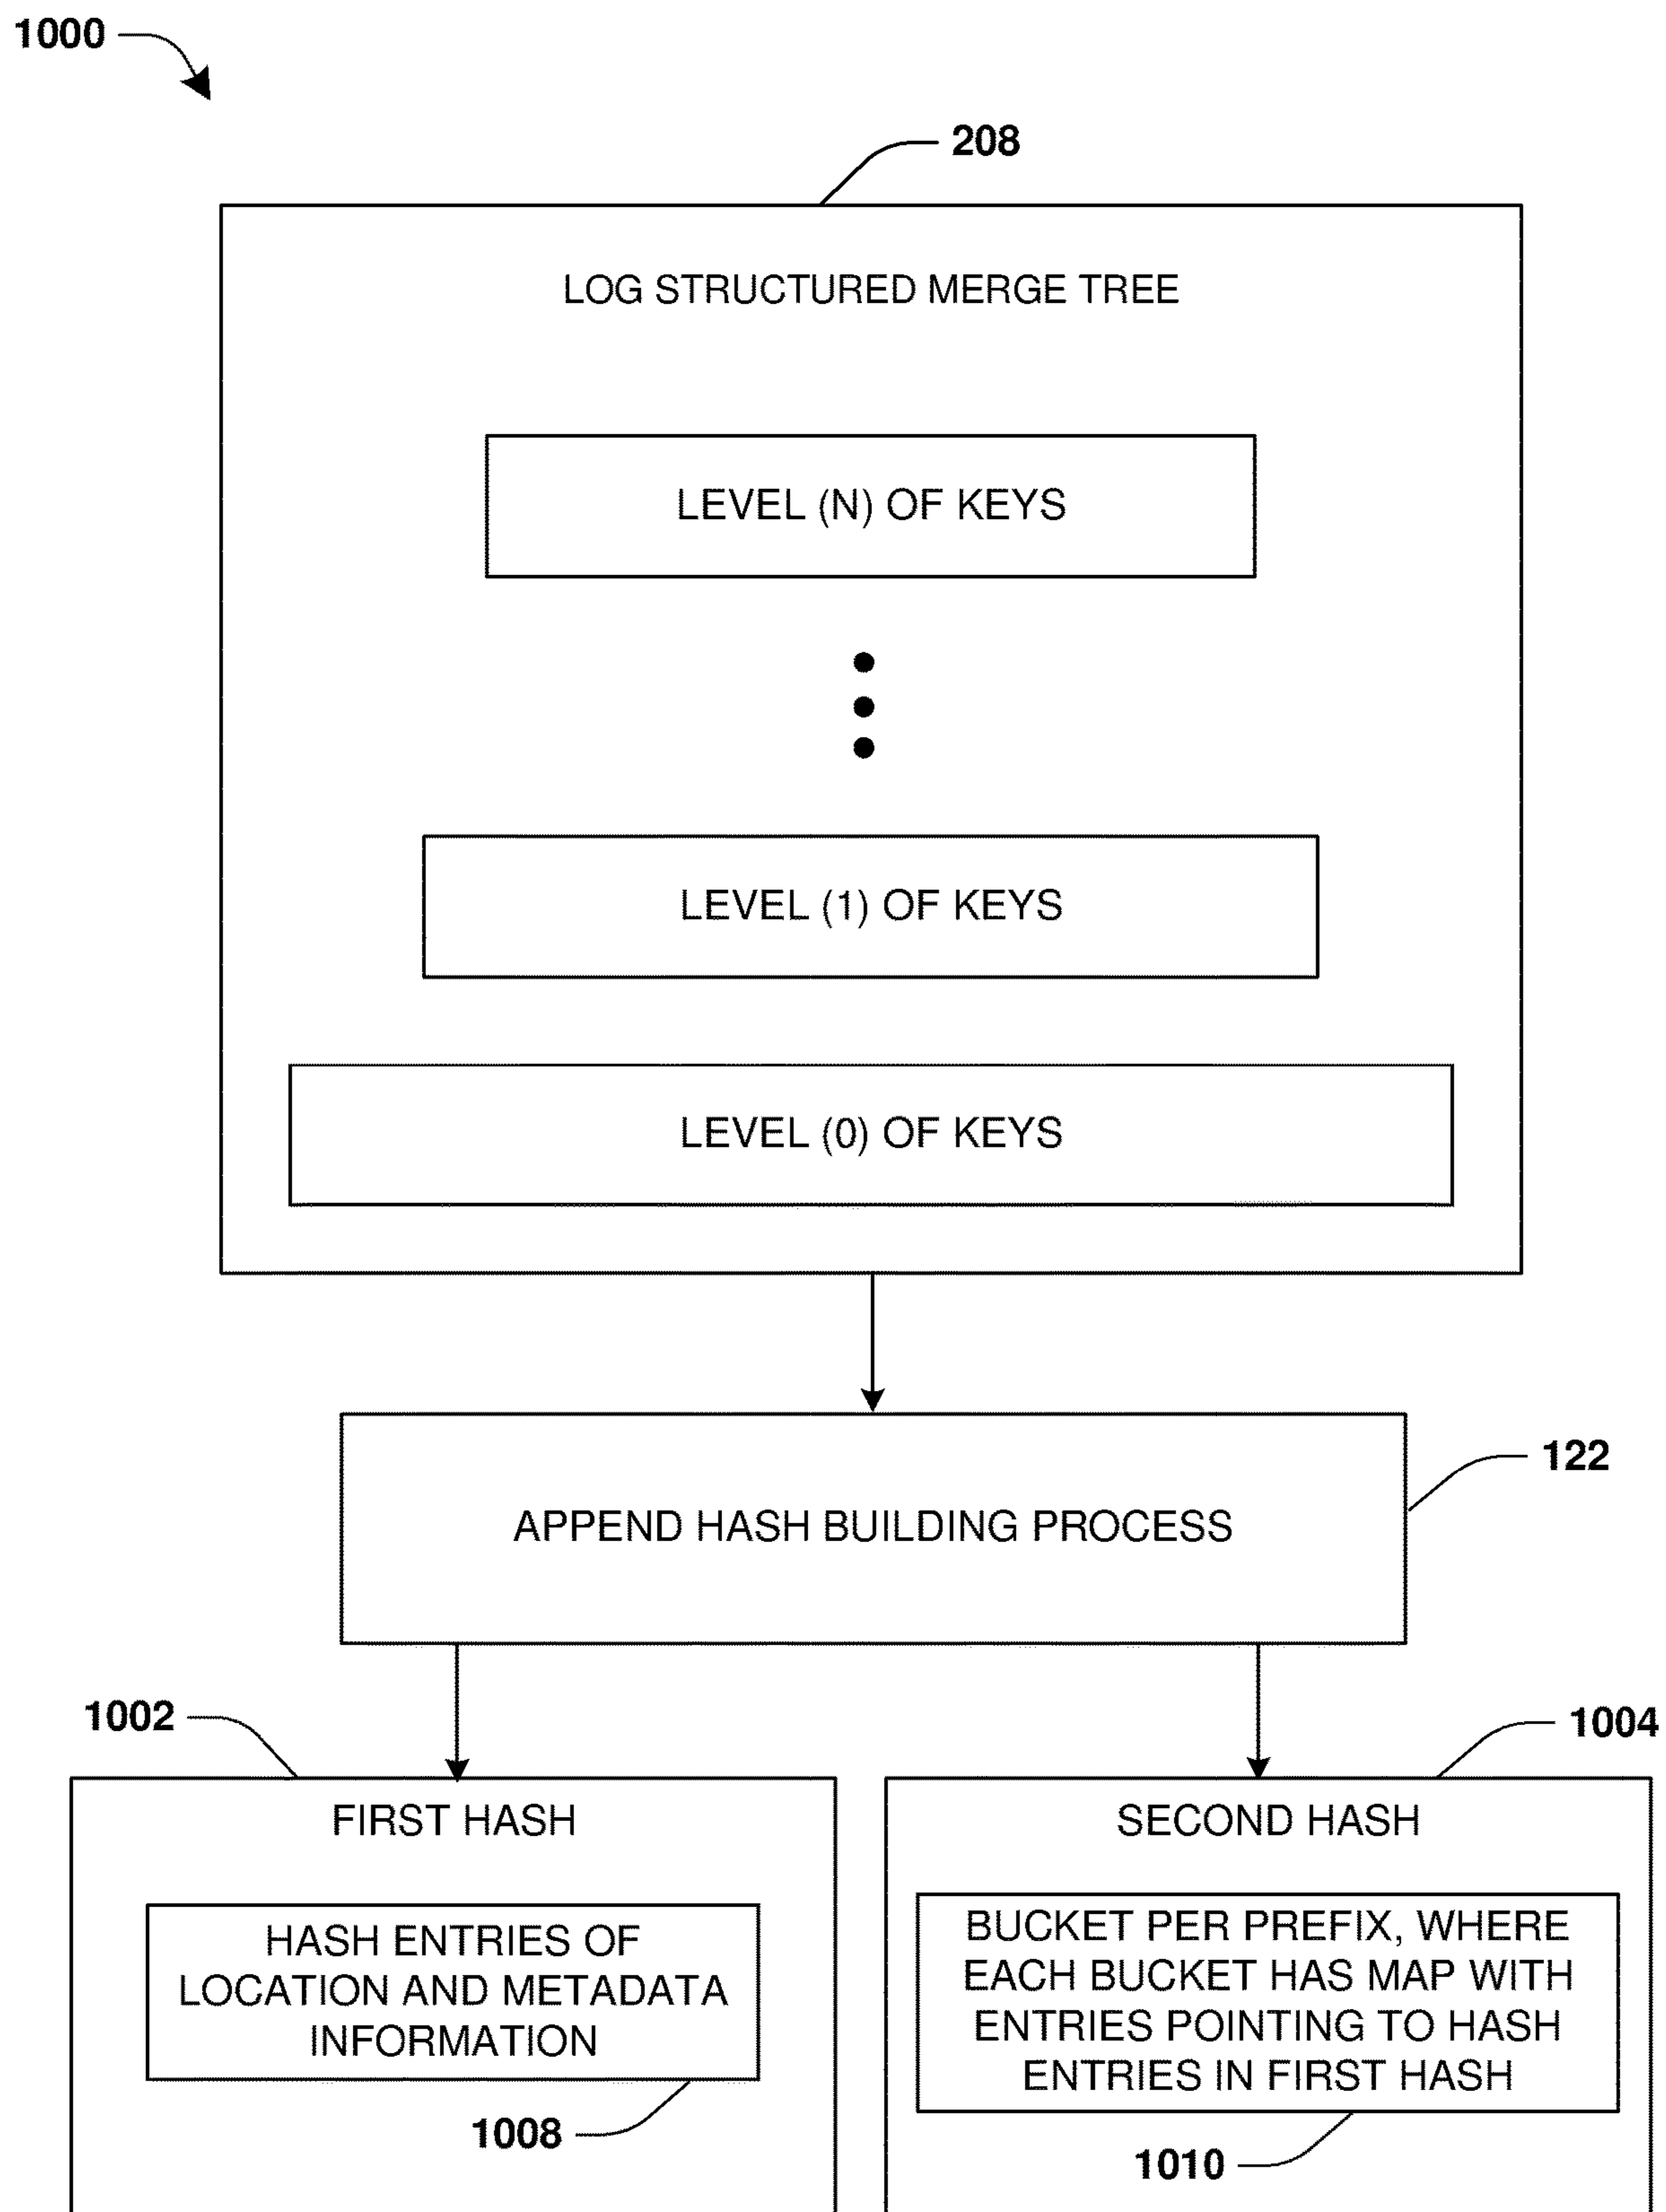 1000
208
LOG STRUCTURED MERGE TREE
LEVEL (N) OF KEYS
LEVEL (1) OF KEYS
LEVEL (0) OF KEYS
122
APPEND HASH BUILDING PROCESS
1002
1004
FIRST HASH
HASH ENTRIES OF
LOCATION AND METADATA
INFORMATION
1008
SECOND HASH
BUCKET PER PREFIX, WHERE
EACH BUCKET HAS MAP WITH
ENTRIES POINTING TO HASH
ENTRIES IN FIRST HASH
1010